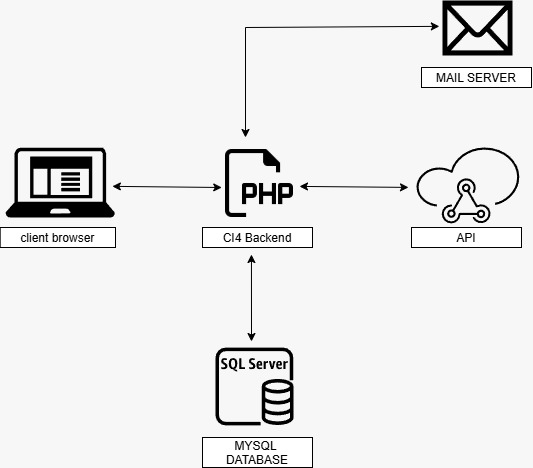 MAIL SERVER
PHP
client browser
CI4 Backend
API
SQL Server
MYSQL
DATABASE